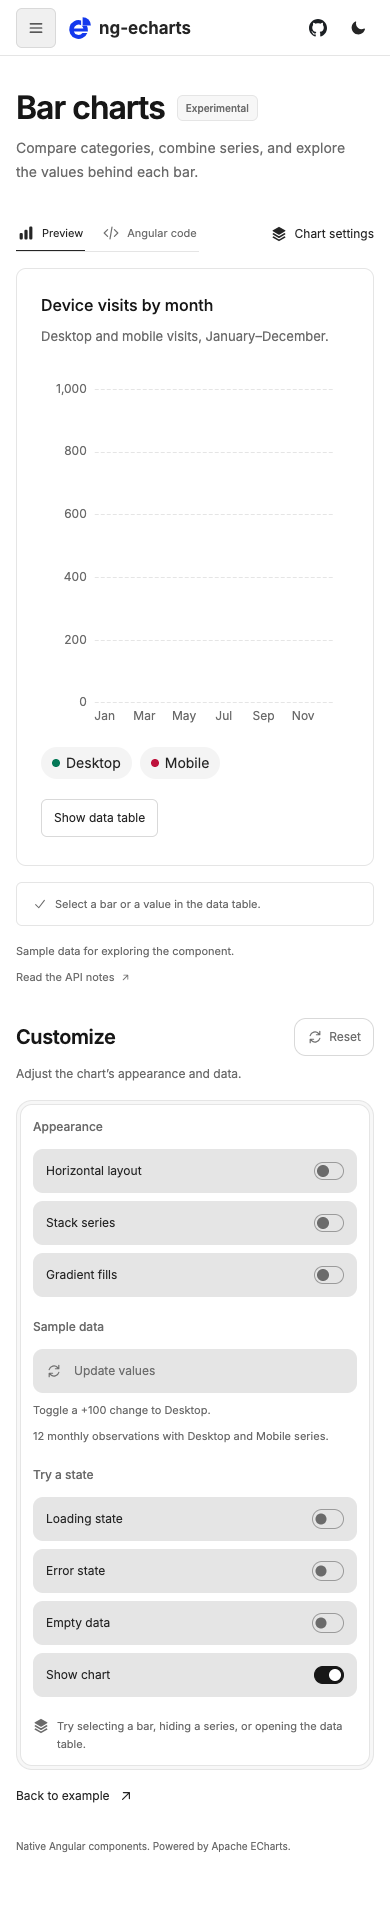 ng-echarts
Bar charts
Experimental
Compare categories, combine series, and explore
the values behind each bar.
Preview
Angular code
Chart settings
Device visits by month
Desktop and mobile visits, January–December.
1,000
800
600
400
200
0
Jan Mar May Jul Sep Nov
Desktop
Mobile
Show data table
Select a bar or a value in the data table.
Sample data for exploring the component.
Read the API notes
Customize
Reset
Adjust the chart’s appearance and data.
Appearance
Horizontal layout
Stack series
Gradient fills
Sample data
Update values
Toggle a +100 change to Desktop.
12 monthly observations with Desktop and Mobile series.
Try a state
Loading state
Error state
Empty data
Show chart
Try selecting a bar, hiding a series, or opening the data
table.
Back to example
Native Angular components. Powered by Apache ECharts.